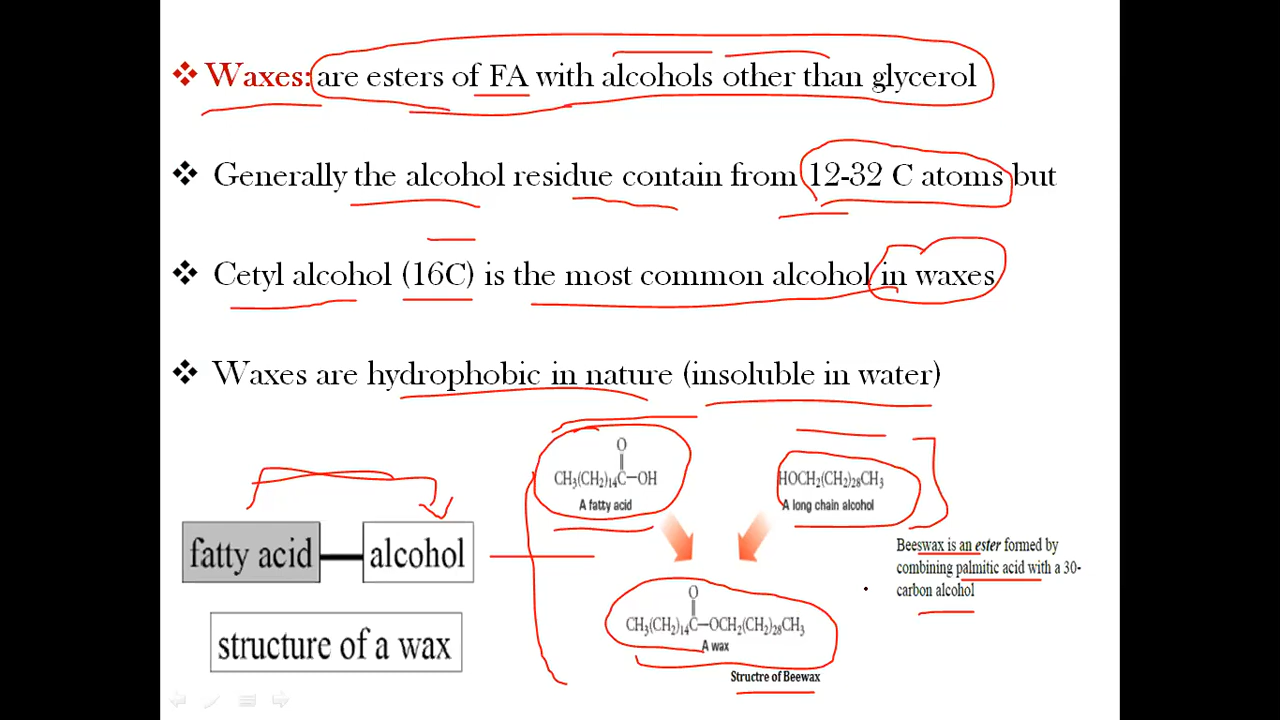 ❖ Waxes: are esters of FA with alcohols other than glycerol
❖ Generally the alcohol residue contain from 12-32 C atoms but
❖ Cetyl alcohol (16C) is the most common alcohol in waxes
❖ Waxes are hydrophobic in nature (insoluble in water)
O
CH₃(CH₂)₁₄C—OH
A fatty acid
HOCH₂(CH₂)₂₈CH₃
A long chain alcohol
fatty acid
alcohol
structure of a wax
Beeswax is an ester formed by
combining palmitic acid with a 30-
carbon alcohol
O
CH₃(CH₂)₁₄C—OCH₂(CH₂)₂₈CH₃
A wax
Structre of Beewax